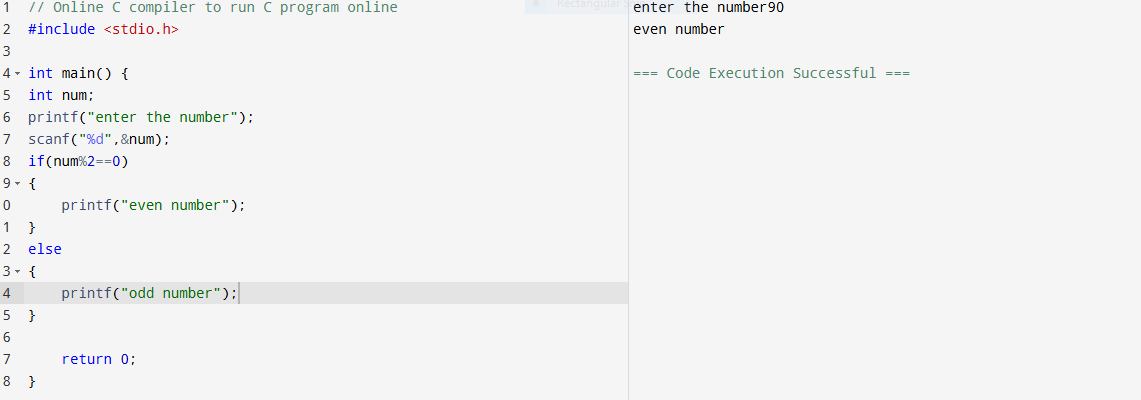 1 // Online C compiler to run C program online
2 #include <stdio.h>
3
4 int main() {
5 int num;
6 printf("enter the number");
7 scanf("%d",&num);
8 if(num%2==0)
9 {
0     printf("even number");
1 }
2 else
3 {
4     printf("odd number");
5 }
6
7     return 0;
8 }
Rectangular
enter the number90
even number
=== Code Execution Successful ===